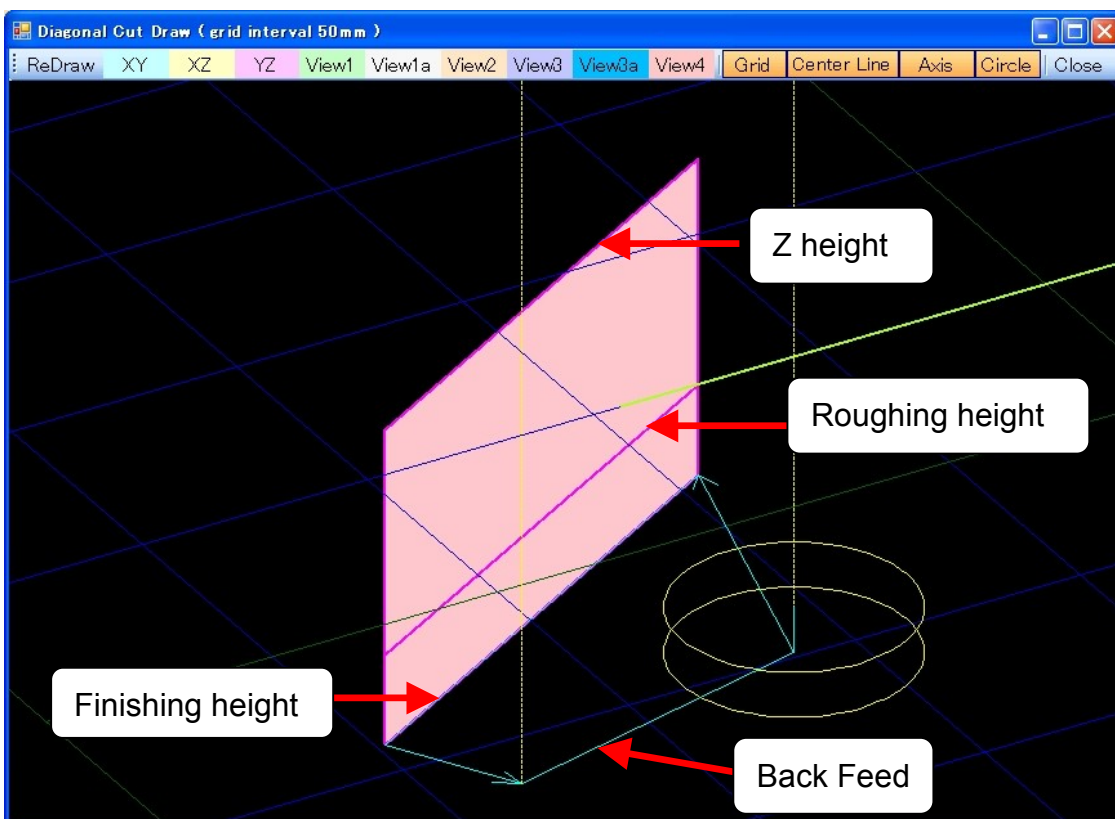 Diagonal Cut Draw ( grid interval 50mm )
ReDraw XY XZ YZ View1 View1a View2 View3 View3a View4 Grid Center Line Axis Circle Close
Z height
Roughing height
Finishing height
Back Feed